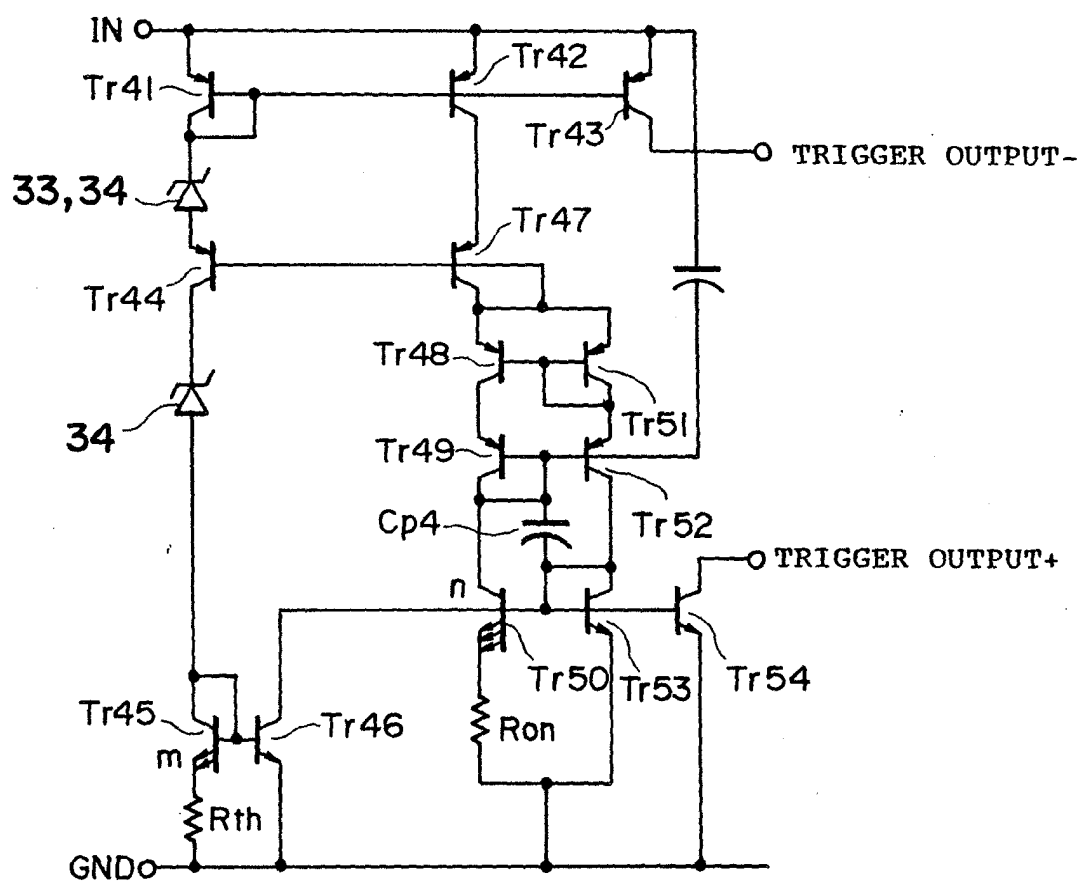 IN
Tr42
Tr41
Tr43
TRIGGER OUTPUT-
33,34
Tr47
Tr44
Tr48
Tr51
34
Tr49
Cp4
Tr52
TRIGGER OUTPUT+
n
Tr50
Tr53
Tr54
Tr45
Tr46
m
Ron
Rth
GND